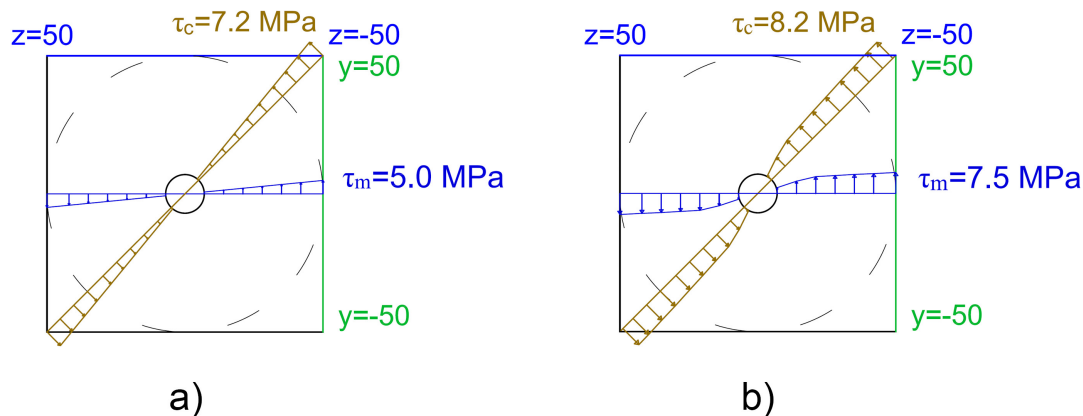 τc=7.2 MPa
z=50
z=-50
y=50
τm=5.0 MPa
y=-50
a)
τc=8.2 MPa
z=50
z=-50
y=50
τm=7.5 MPa
y=-50
b)